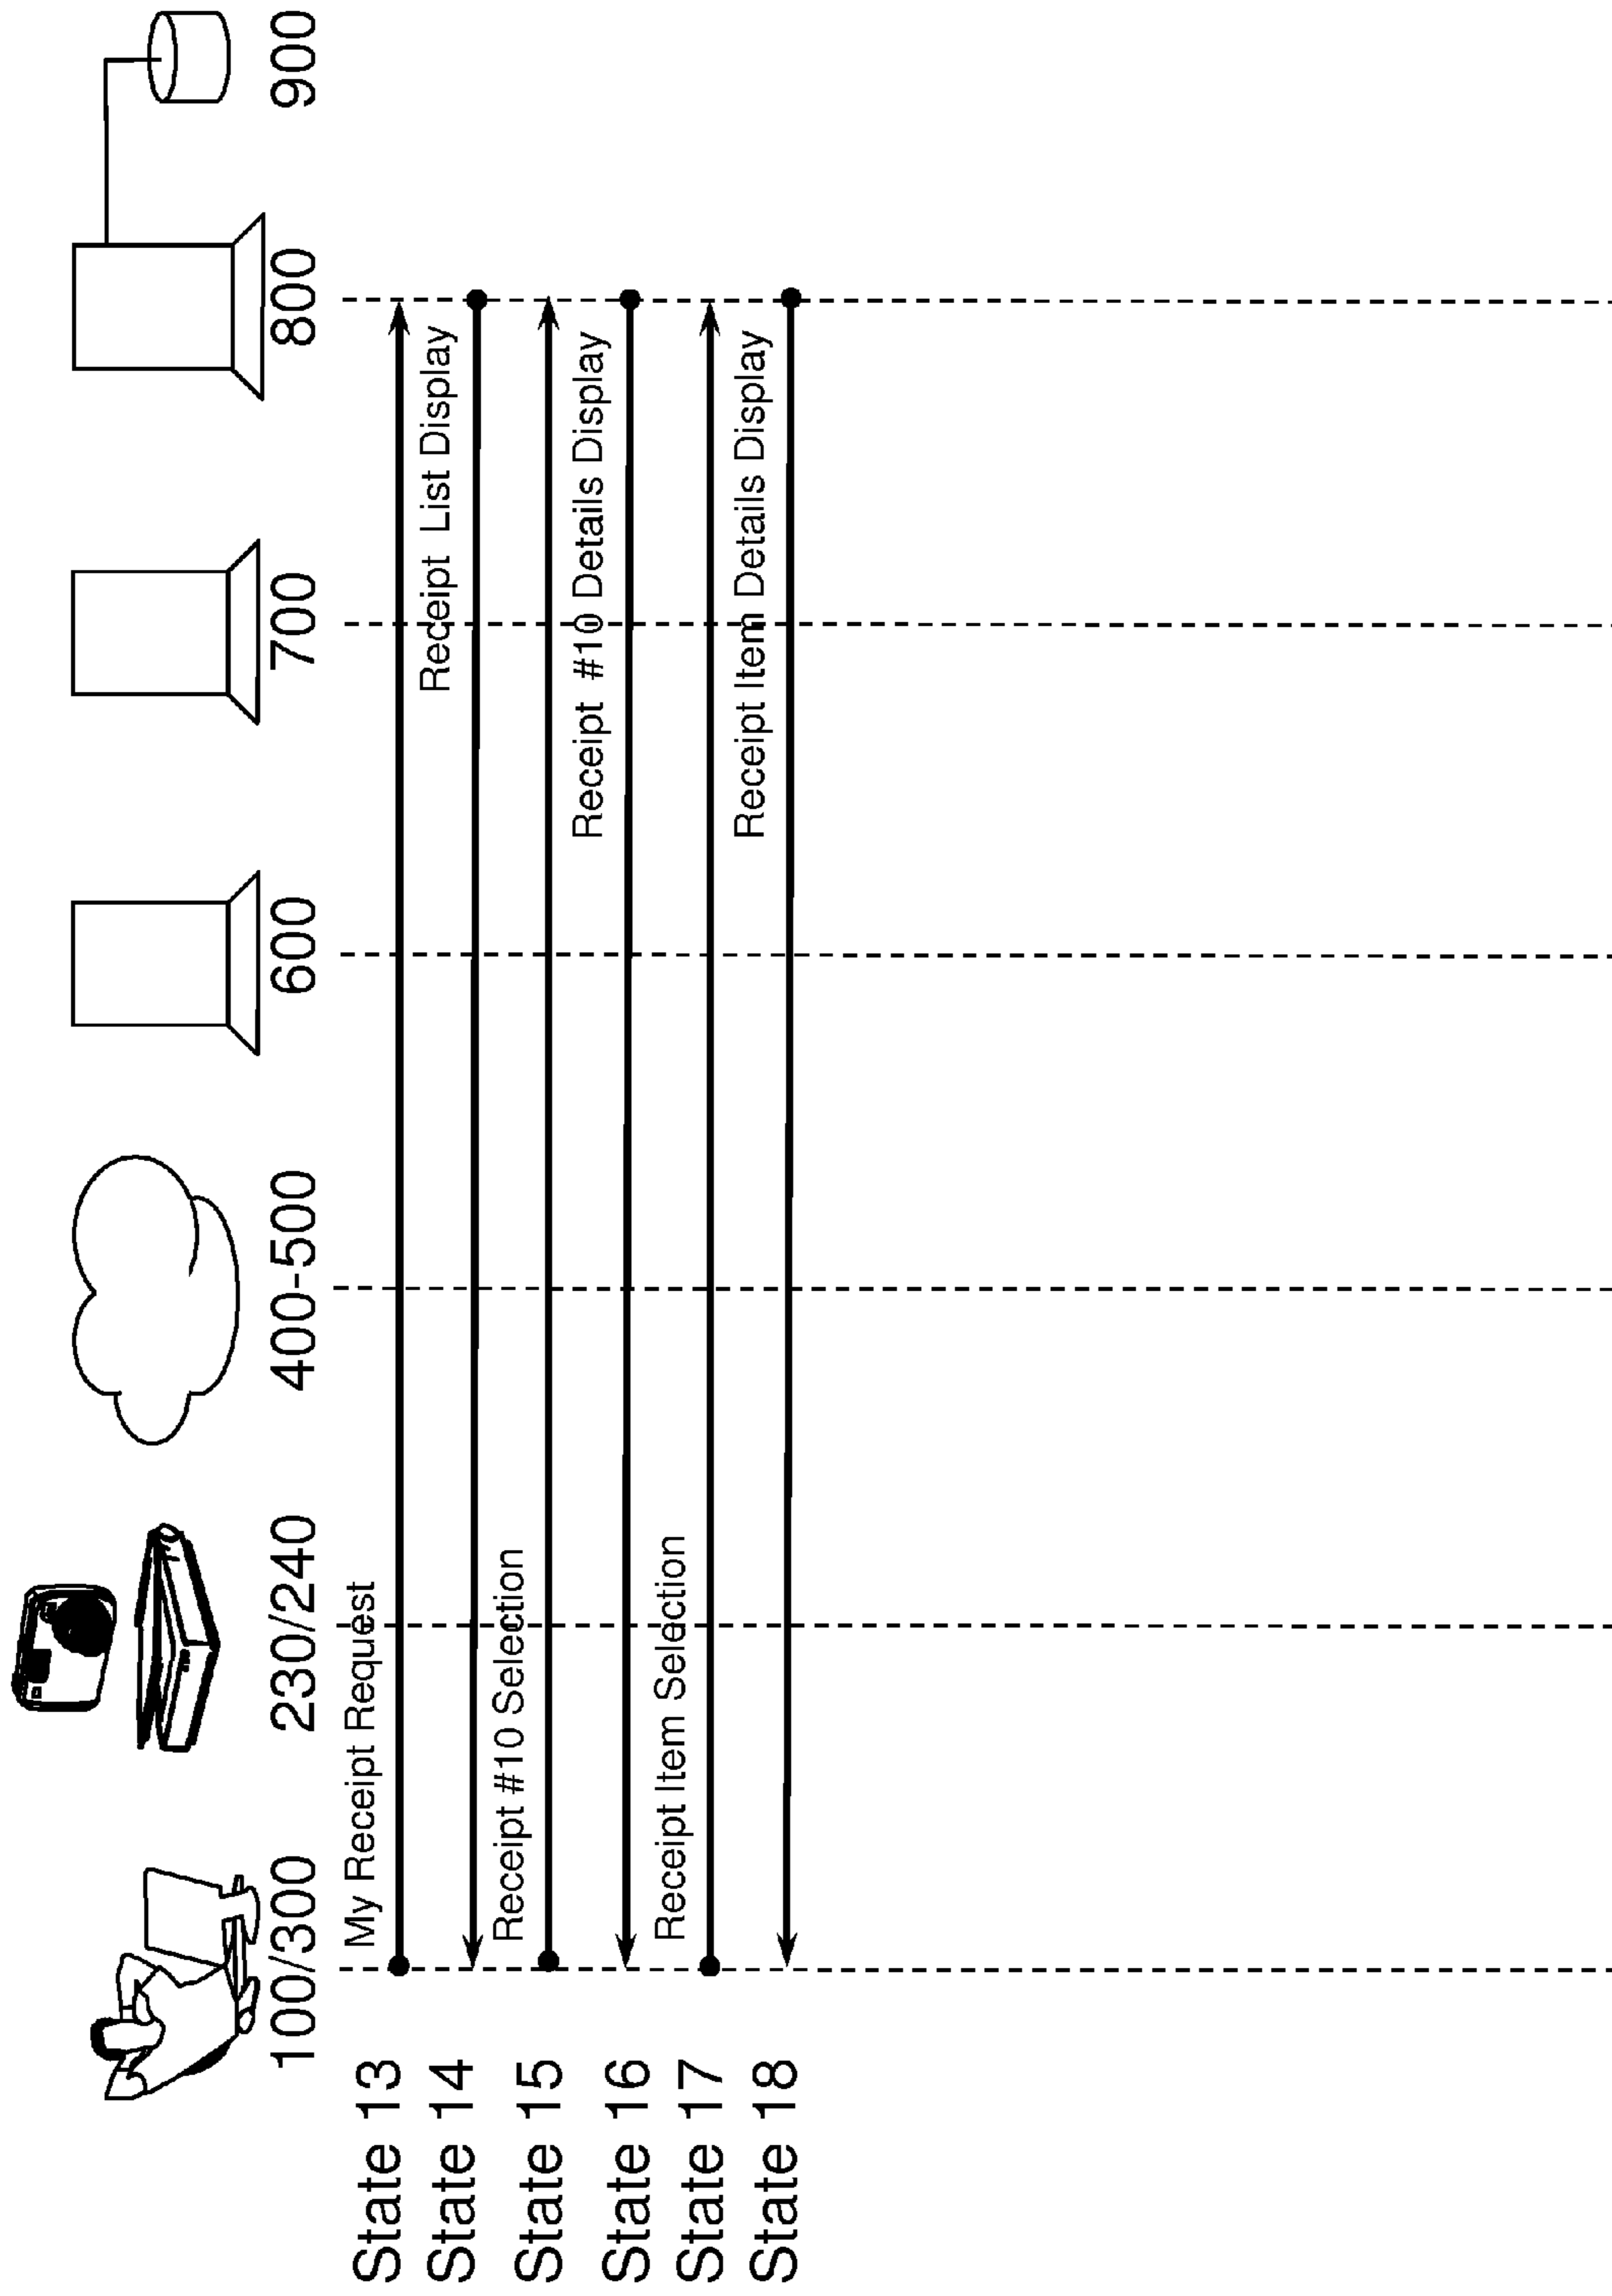 100/300 230/240 400-500 600 700 800 900
State 13 My Receipt Request
State 14 Receipt List Display
State 15 Receipt #10 Selection
State 16 Receipt #10 Details Display
State 17 Receipt Item Selection
State 18 Receipt Item Details Display